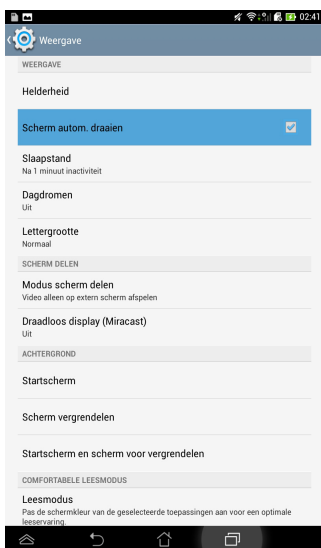 02:41
Weergave
WEERGAVE
Helderheid
Scherm autom. draaien
Slaapstand
Na 1 minuut inactiviteit
Dagdromen
Uit
Lettergrootte
Normaal
SCHERM DELEN
Modus scherm delen
Video alleen op extern scherm afspelen
Draadloos display (Miracast)
Uit
ACHTERGROND
Startscherm
Scherm vergrendelen
Startscherm en scherm voor vergrendelen
COMFORTABELE LEESMODUS
Leesmodus
Pas de schermkleur van de geselecteerde toepassingen aan voor een optimale
leeservaring.